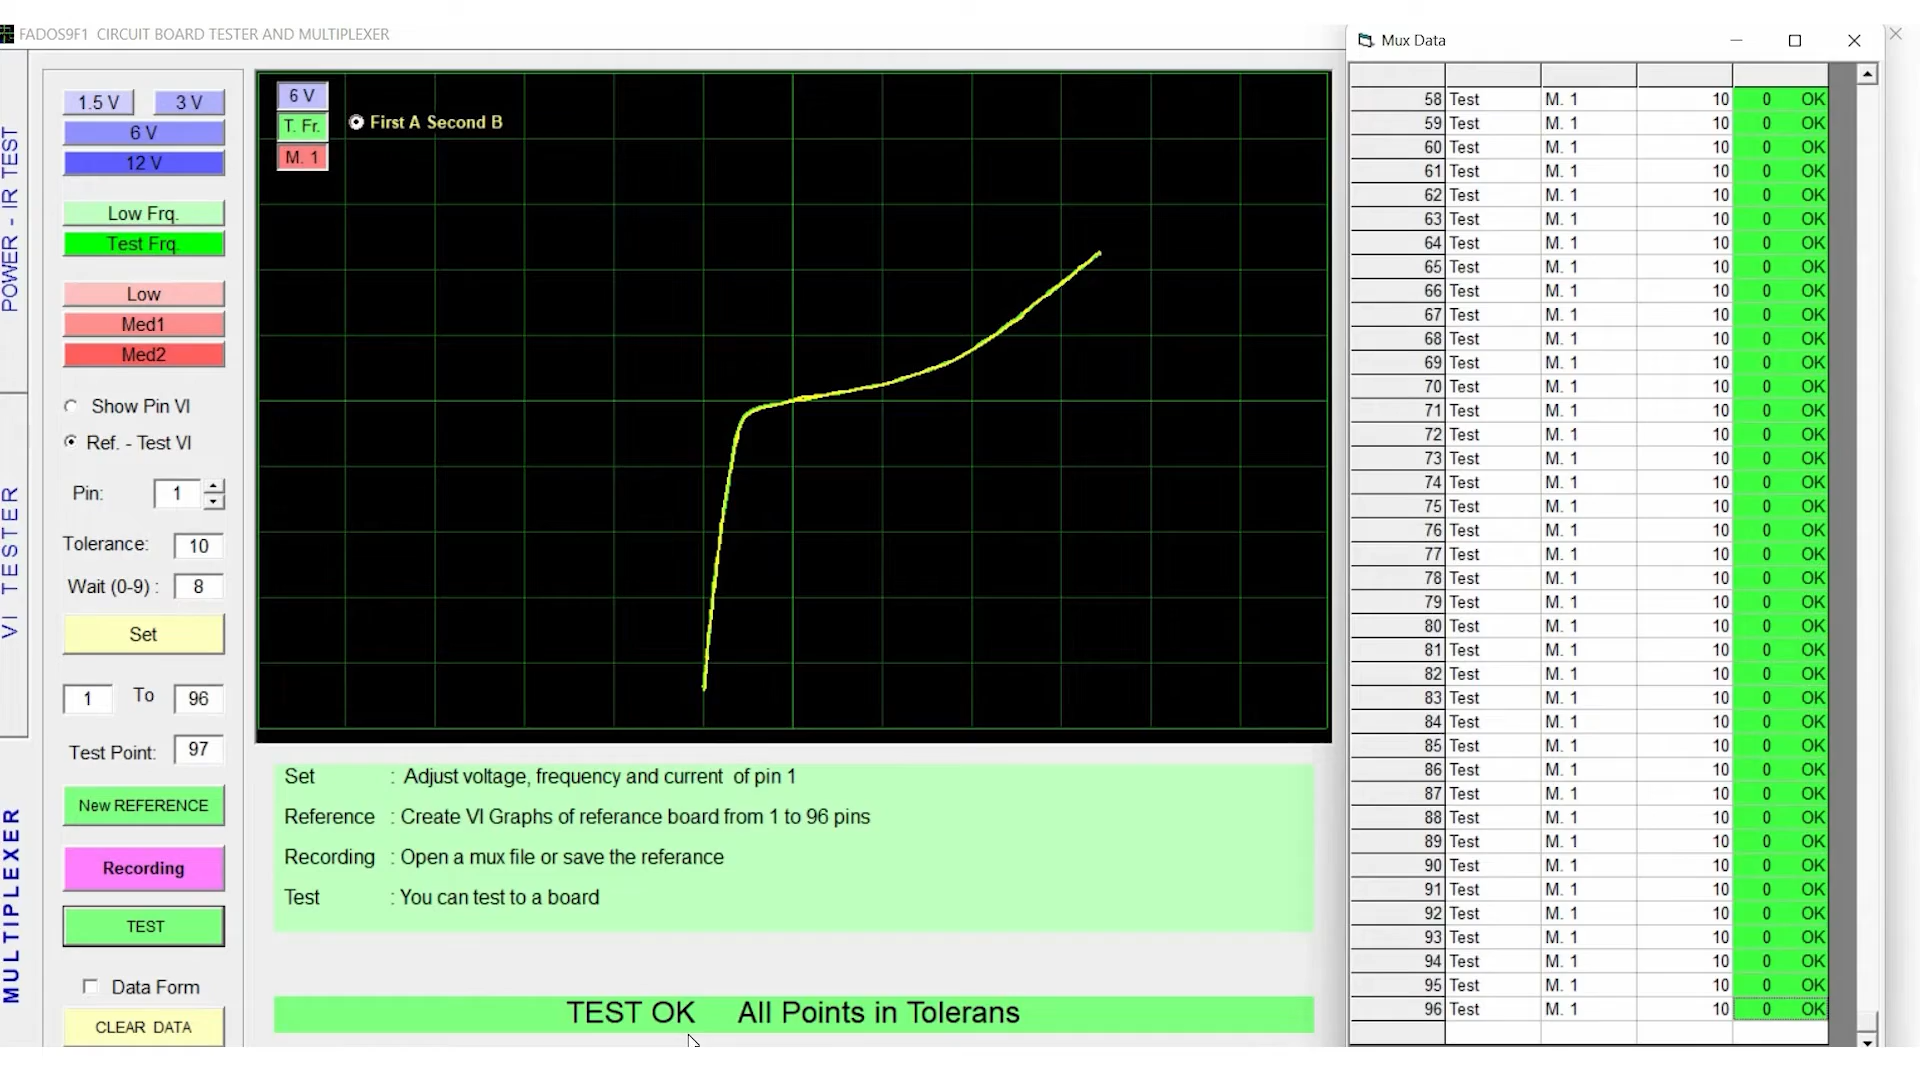 FADOS9F1 CIRCUIT BOARD TESTER AND MULTIPLEXER
POWER - IR TEST
VI TESTER
MULTIPLEXER
1.5 V 3 V
6 V
12 V
Low Frq.
Test Frq.
Low
Med1
Med2
Show Pin VI
Ref. - Test VI
Pin: 1
Tolerance: 10
Wait (0-9) : 8
Set
1 To 96
Test Point: 97
New REFERENCE
Recording
TEST
Data Form
CLEAR DATA
6 V
T. Fr.
M. 1
First A Second B
Set : Adjust voltage, frequency and current of pin 1
Reference : Create VI Graphs of referance board from 1 to 96 pins
Recording : Open a mux file or save the referance
Test : You can test to a board
TEST OK All Points in Tolerans
Mux Data
58 Test M. 1 10 0 OK
59 Test M. 1 10 0 OK
60 Test M. 1 10 0 OK
61 Test M. 1 10 0 OK
62 Test M. 1 10 0 OK
63 Test M. 1 10 0 OK
64 Test M. 1 10 0 OK
65 Test M. 1 10 0 OK
66 Test M. 1 10 0 OK
67 Test M. 1 10 0 OK
68 Test M. 1 10 0 OK
69 Test M. 1 10 0 OK
70 Test M. 1 10 0 OK
71 Test M. 1 10 0 OK
72 Test M. 1 10 0 OK
73 Test M. 1 10 0 OK
74 Test M. 1 10 0 OK
75 Test M. 1 10 0 OK
76 Test M. 1 10 0 OK
77 Test M. 1 10 0 OK
78 Test M. 1 10 0 OK
79 Test M. 1 10 0 OK
80 Test M. 1 10 0 OK
81 Test M. 1 10 0 OK
82 Test M. 1 10 0 OK
83 Test M. 1 10 0 OK
84 Test M. 1 10 0 OK
85 Test M. 1 10 0 OK
86 Test M. 1 10 0 OK
87 Test M. 1 10 0 OK
88 Test M. 1 10 0 OK
89 Test M. 1 10 0 OK
90 Test M. 1 10 0 OK
91 Test M. 1 10 0 OK
92 Test M. 1 10 0 OK
93 Test M. 1 10 0 OK
94 Test M. 1 10 0 OK
95 Test M. 1 10 0 OK
96 Test M. 1 10 0 OK